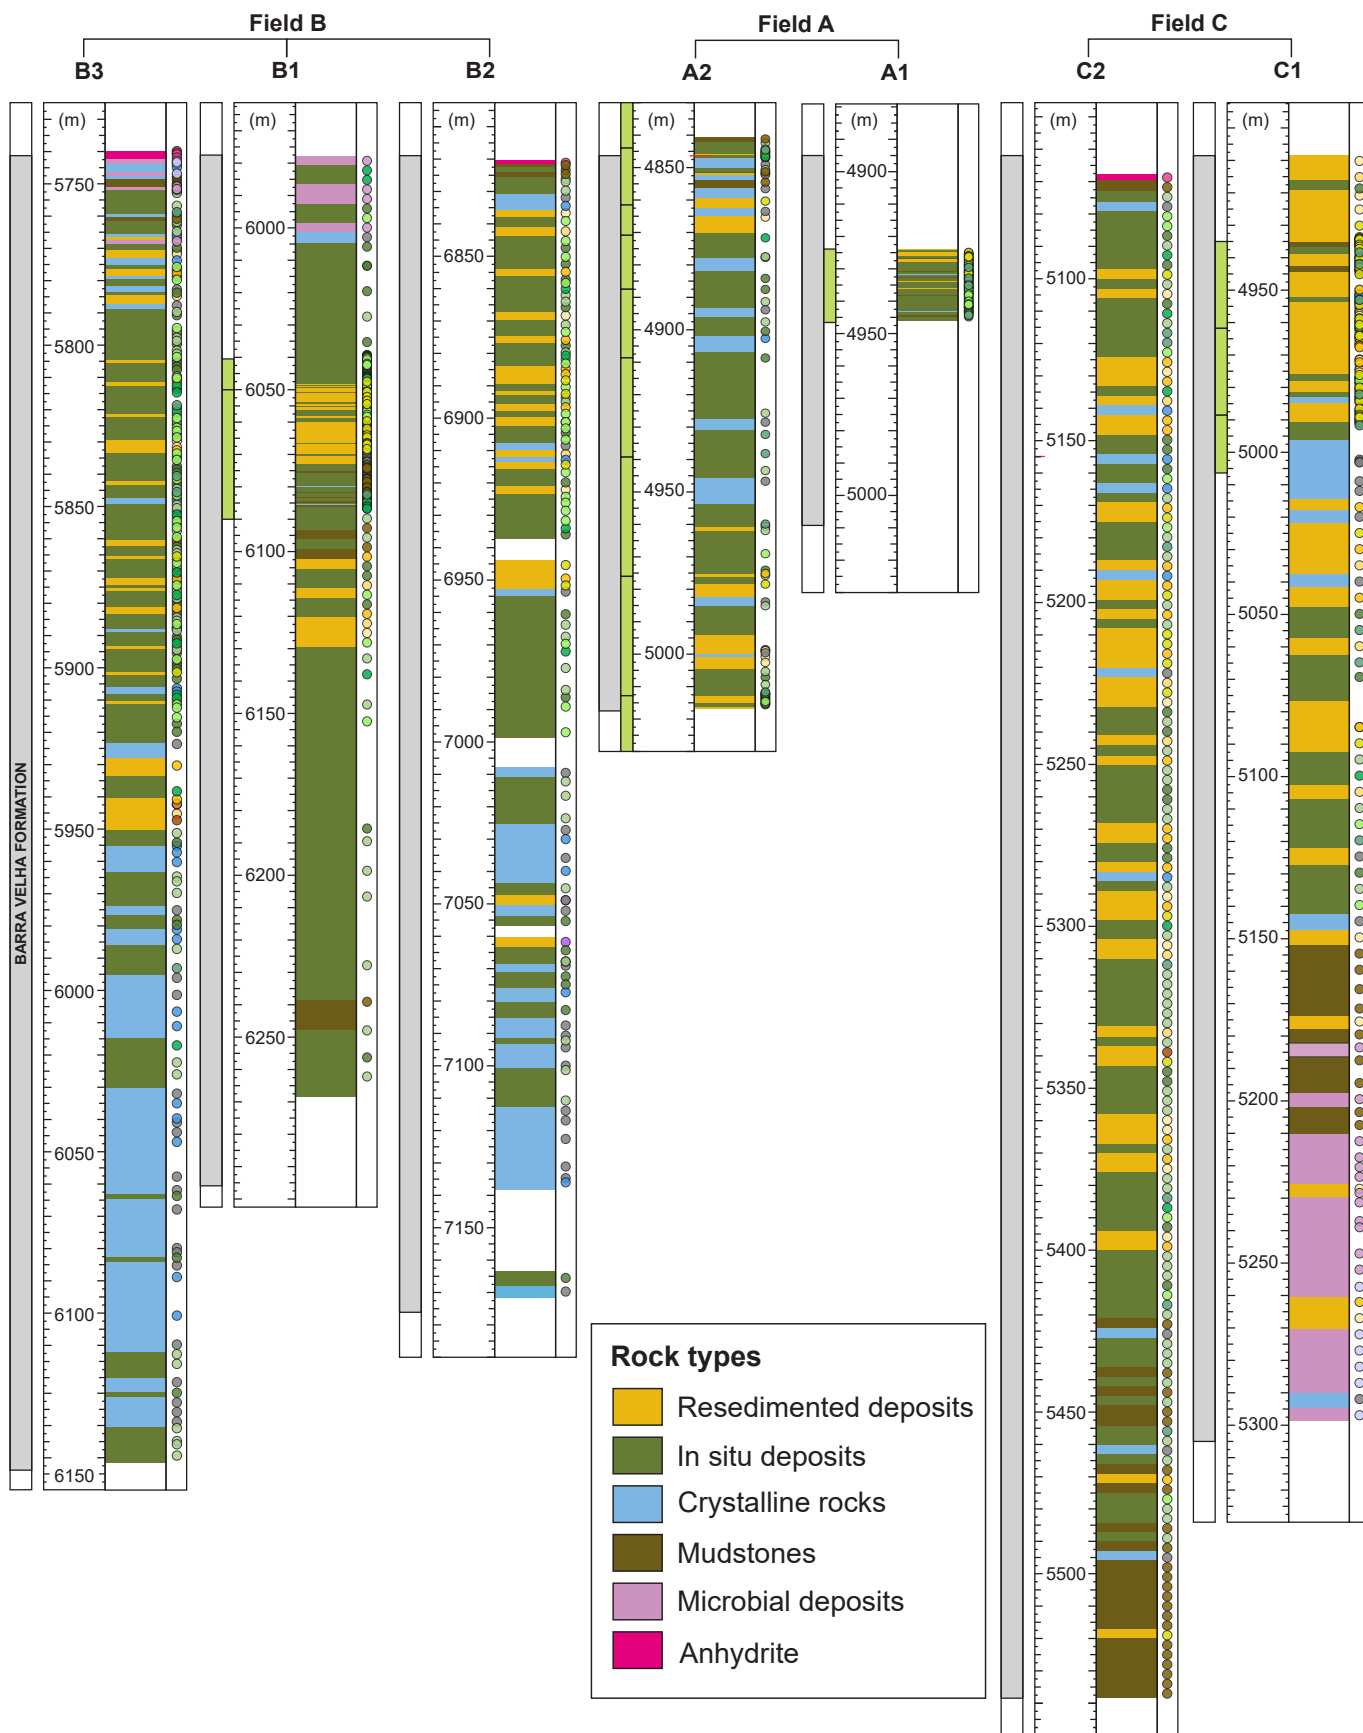 Field B
Field A
Field C
B3
B1
B2
A2
A1
C2
C1
(m)
(m)
(m)
(m)
(m)
(m)
(m)
5750
5800
5850
5900
5950
6000
6050
6100
6150
BARRA VELHA FORMATION
6000
6050
6100
6150
6200
6250
6850
6900
6950
7000
7050
7100
7150
4850
4900
4950
5000
4900
4950
5000
5100
5150
5200
5250
5300
5350
5400
5450
5500
4950
5000
5050
5100
5150
5200
5250
5300
Rock types
Resedimented deposits
In situ deposits
Crystalline rocks
Mudstones
Microbial deposits
Anhydrite